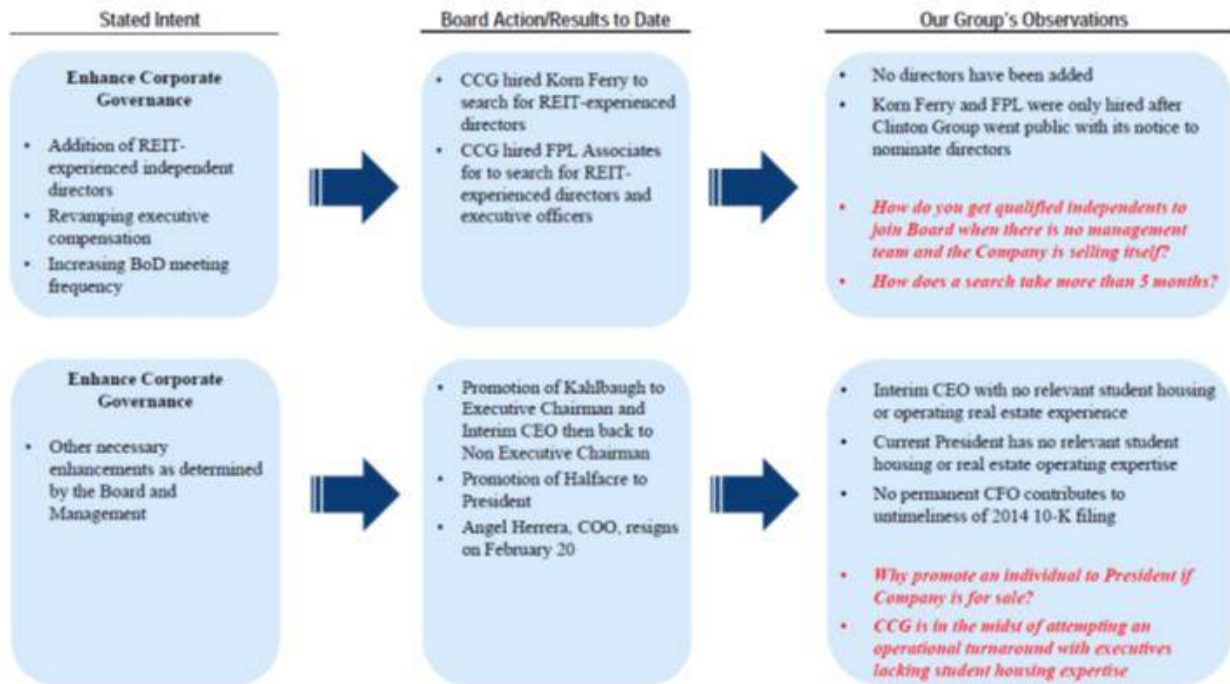 Stated Intent
Board Action/Results to Date
Our Group's Observations
Enhance Corporate
Governance
• Addition of REIT-
experienced independent
directors
• Revamping executive
compensation
• Increasing BoD meeting
frequency
• CCG hired Korn Ferry to
search for REIT-experienced
directors
• CCG hired FPL Associates
for to search for REIT-
experienced directors and
executive officers
• No directors have been added
• Korn Ferry and FPL were only hired after
Clinton Group went public with its notice to
nominate directors
• How do you get qualified independents to
join Board when there is no management
team and the Company is selling itself?
• How does a search take more than 5 months?
Enhance Corporate
Governance
• Other necessary
enhancements as determined
by the Board and
Management
• Promotion of Kahlbaugh to
Executive Chairman and
Interim CEO then back to
Non Executive Chairman
• Promotion of Halfacre to
President
• Angel Herrera, COO, resigns
on February 20
• Interim CEO with no relevant student housing
or operating real estate experience
• Current President has no relevant student
housing or real estate operating expertise
• No permanent CFO contributes to
untimeliness of 2014 10-K filing
• Why promote an individual to President if
Company is for sale?
• CCG is in the midst of attempting an
operational turnaround with executives
lacking student housing expertise